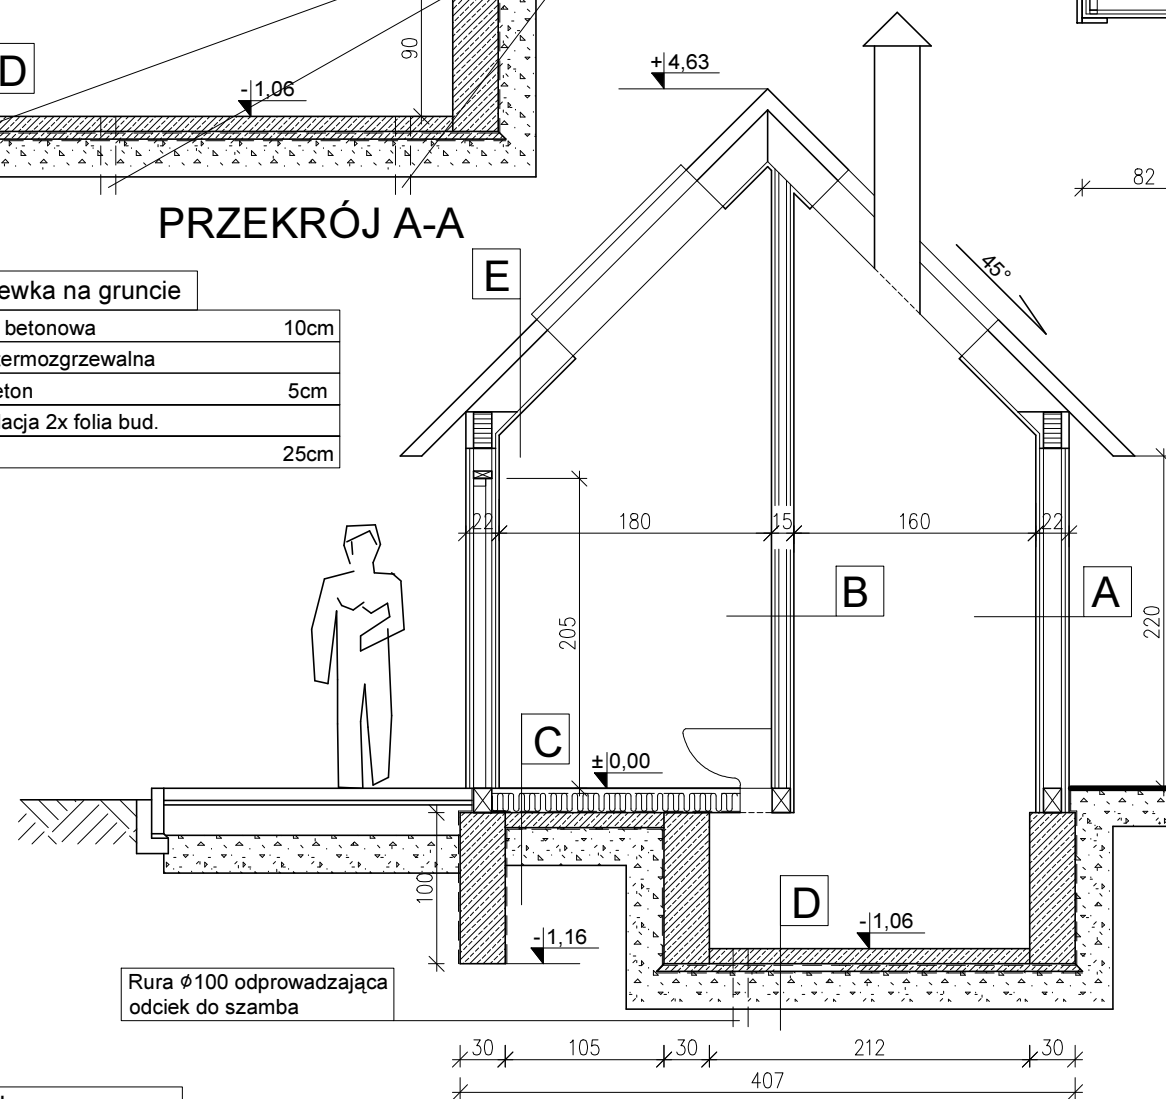 90
D
-1,06
+4,63
82
PRZEKRÓJ A-A
E
45°
ewka na gruncie
betonowa 10cm
termozgrzewalna
eton 5cm
lacja 2x folia bud.
25cm
22 180 15 160 22
B
A
205
220
C
±0,00
100
D
-1,16
-1,06
Rura ⌀100 odprowadzająca
odciek do szamba
30 105 30 212 30
407